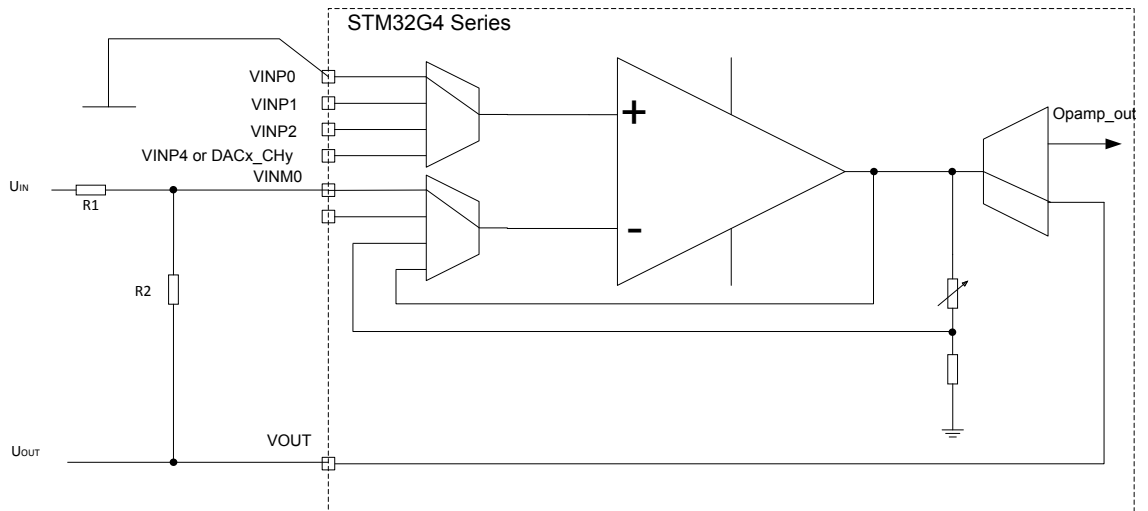 STM32G4 Series
VINP0
VINP1
VINP2
VINP4 or DACx_CHy
VINM0
UIN
R1
R2
UOUT
VOUT
+
-
Opamp_out